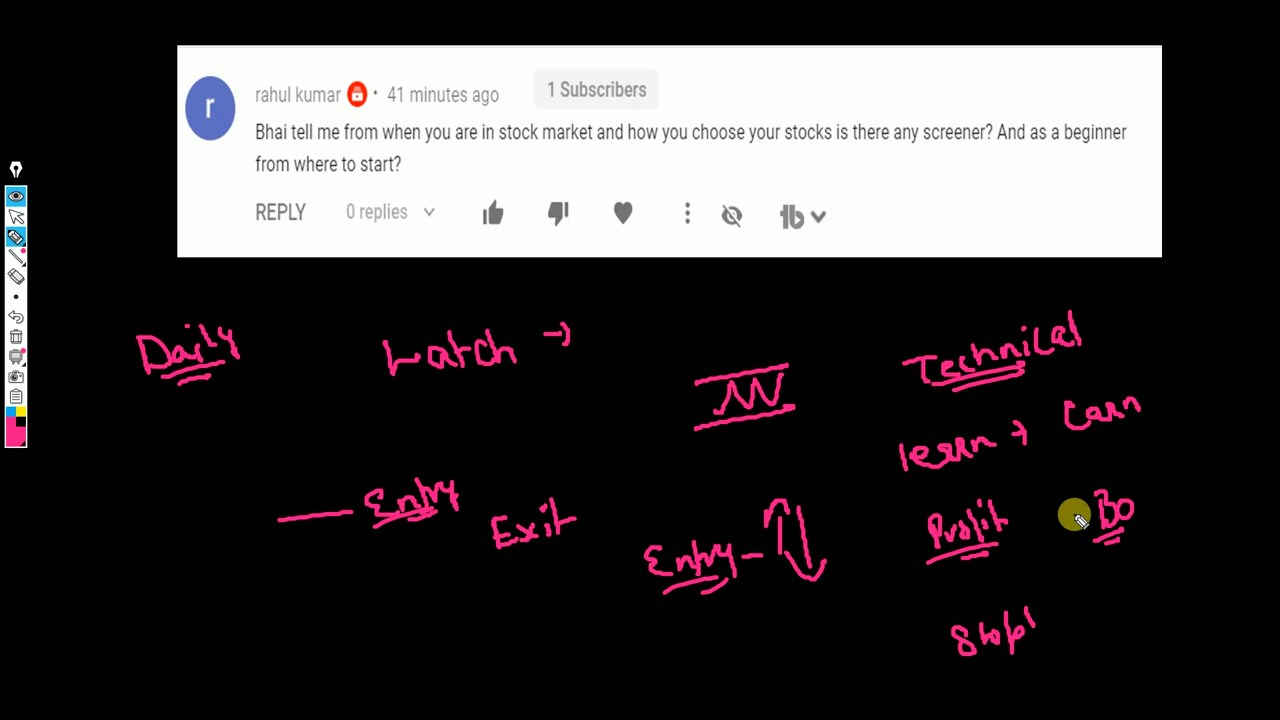 r
rahul kumar • 41 minutes ago 1 Subscribers
Bhai tell me from when you are in stock market and how you choose your stocks is there any screener? And as a beginner
from where to start?
REPLY 0 replies
Daily
Technical
learn → Earn
Entry
Exit
Profit
BO
Entry —
Stopl